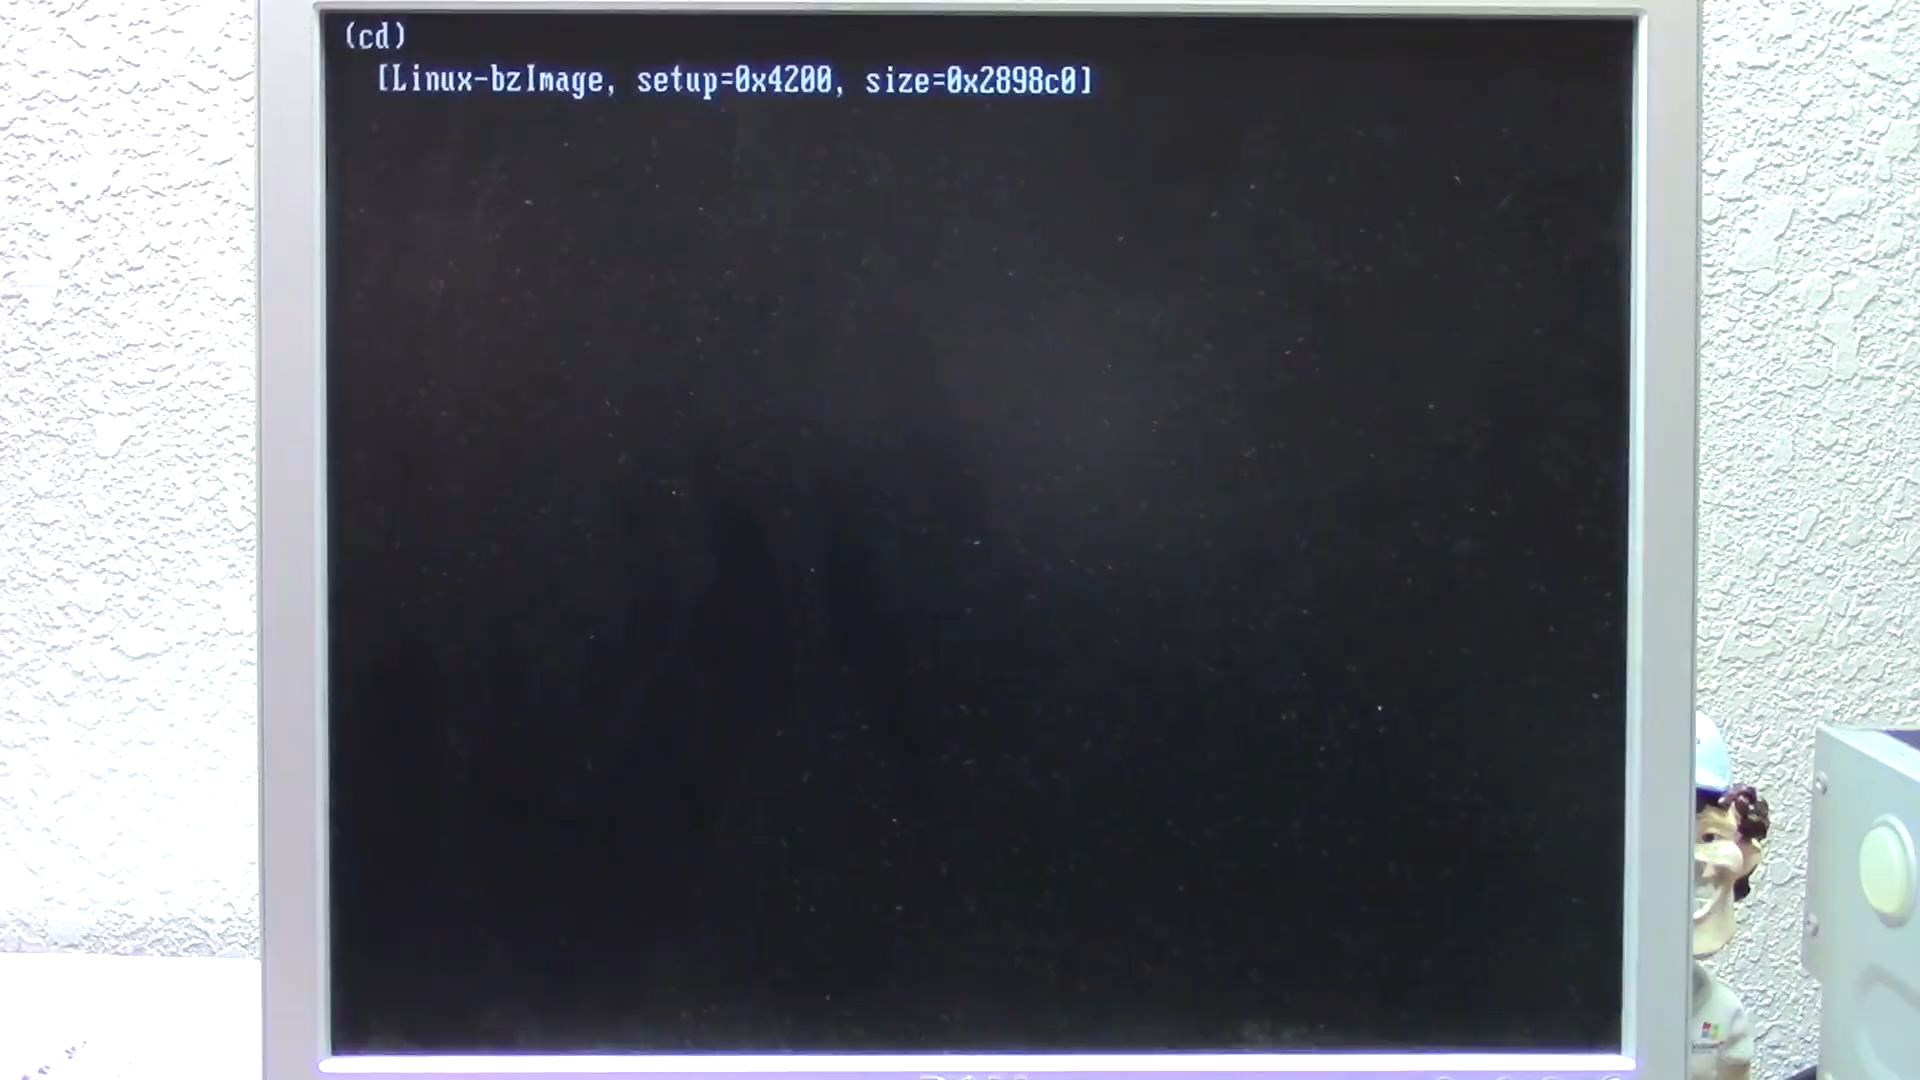 (cd)
[Linux-bzImage, setup=0x4200, size=0x2898c0]